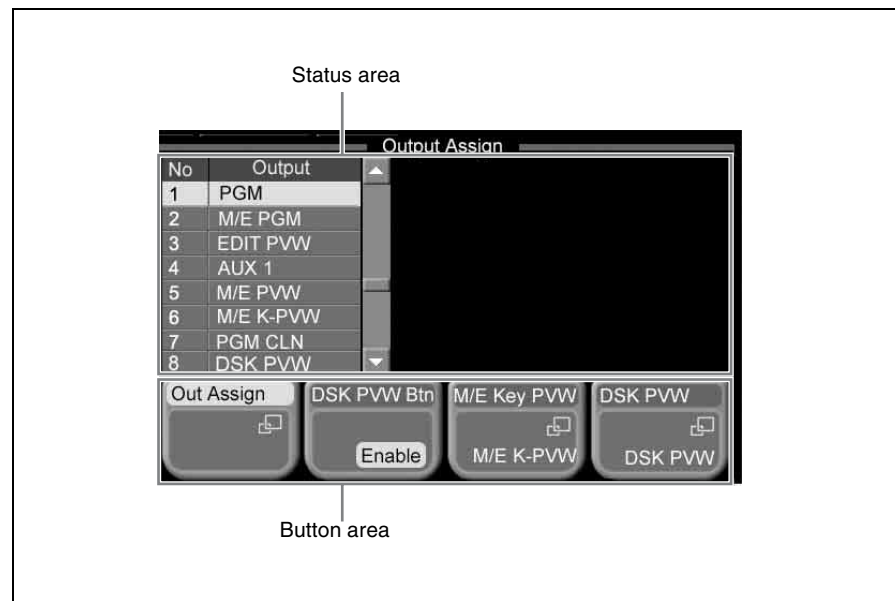 Status area
Output Assign
No Output
1 PGM
2 M/E PGM
3 EDIT PVW
4 AUX 1
5 M/E PVW
6 M/E K-PVW
7 PGM CLN
8 DSK PVW
Out Assign DSK PVW Btn M/E Key PVW DSK PVW
Enable M/E K-PVW DSK PVW
Button area